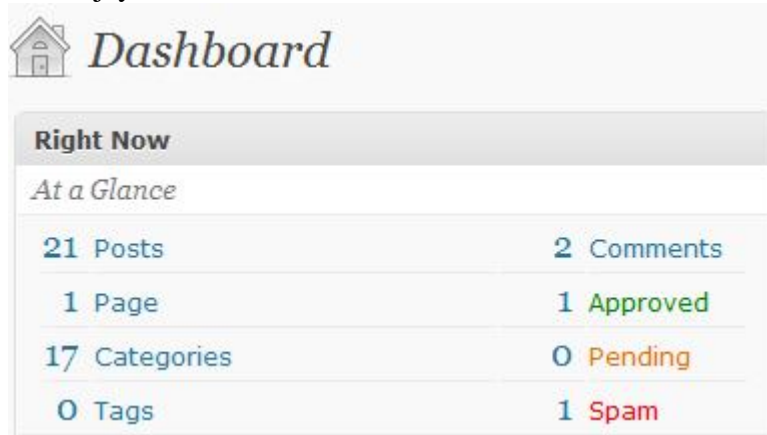 Dashboard
Right Now
At a Glance
21 Posts 2 Comments
1 Page 1 Approved
17 Categories 0 Pending
0 Tags 1 Spam